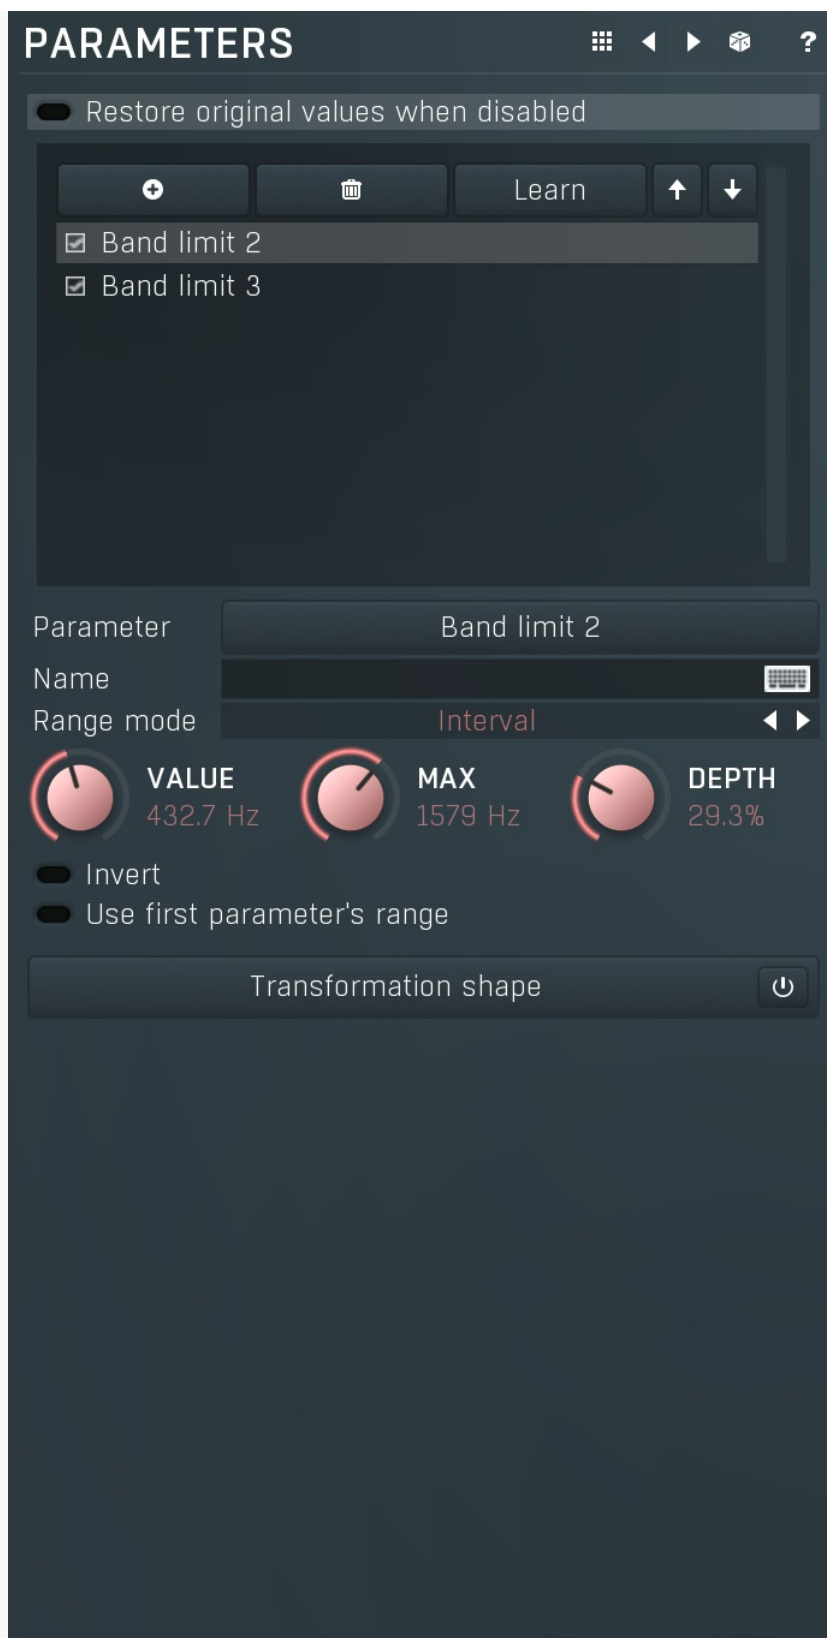 PARAMETERS ?
Restore original values when disabled
Learn
Band limit 2
Band limit 3
Parameter Band limit 2
Name
Range mode Interval
VALUE MAX DEPTH
432.7 Hz 1579 Hz 29.3%
Invert
Use first parameter's range
Transformation shape